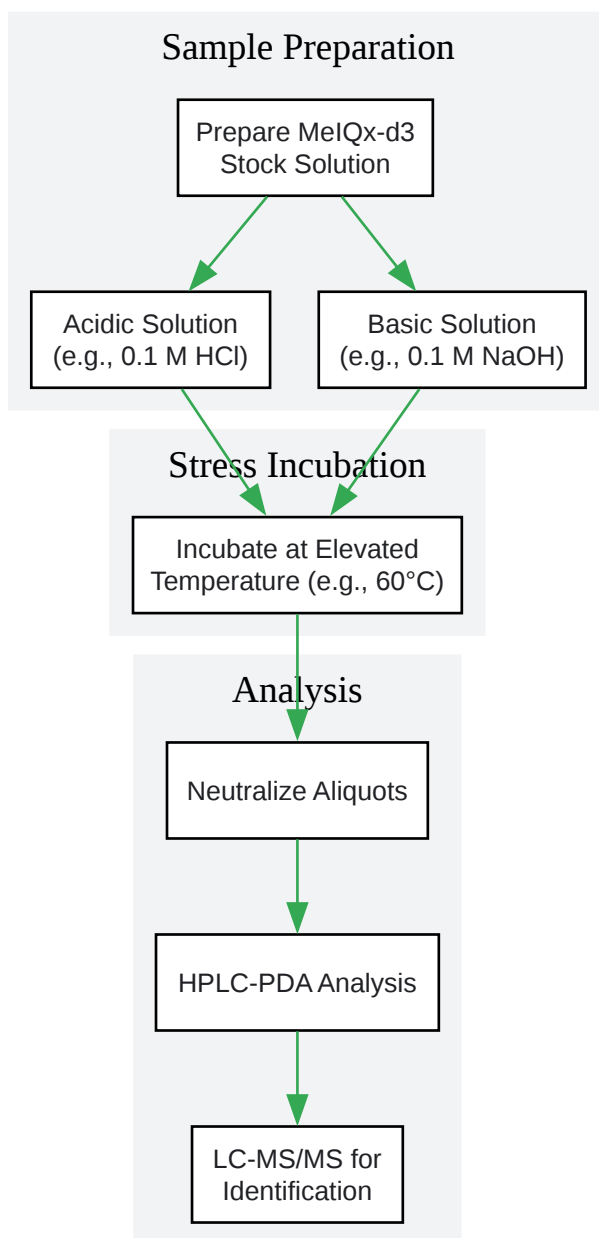 Sample Preparation
Prepare MeIQx-d3
Stock Solution
Acidic Solution
(e.g., 0.1 M HCl)
Basic Solution
(e.g., 0.1 M NaOH)
Stress Incubation
Incubate at Elevated
Temperature (e.g., 60°C)
Analysis
Neutralize Aliquots
HPLC-PDA Analysis
LC-MS/MS for
Identification